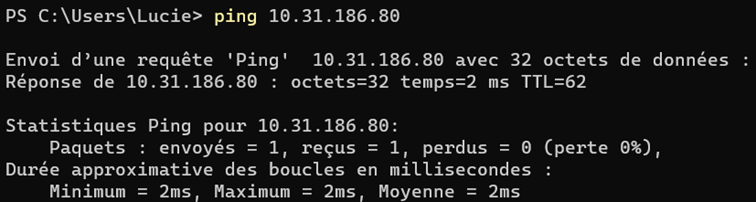 PS C:\Users\Lucie> ping 10.31.186.80
Envoi d’une requête 'Ping'  10.31.186.80 avec 32 octets de données :
Réponse de 10.31.186.80 : octets=32 temps=2 ms TTL=62
Statistiques Ping pour 10.31.186.80:
    Paquets : envoyés = 1, reçus = 1, perdus = 0 (perte 0%),
Durée approximative des boucles en millisecondes :
    Minimum = 2ms, Maximum = 2ms, Moyenne = 2ms